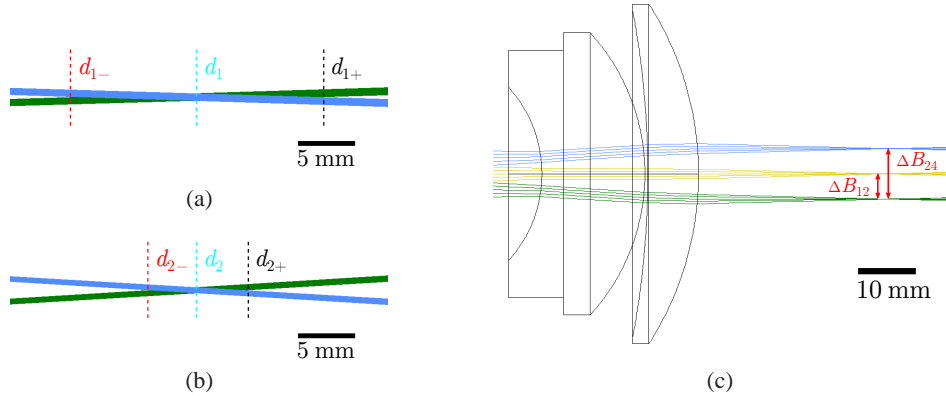 d1− d1 d1+
5 mm
(a)
d2− d2 d2+
5 mm
(b)
ΔB24
ΔB12
10 mm
(c)